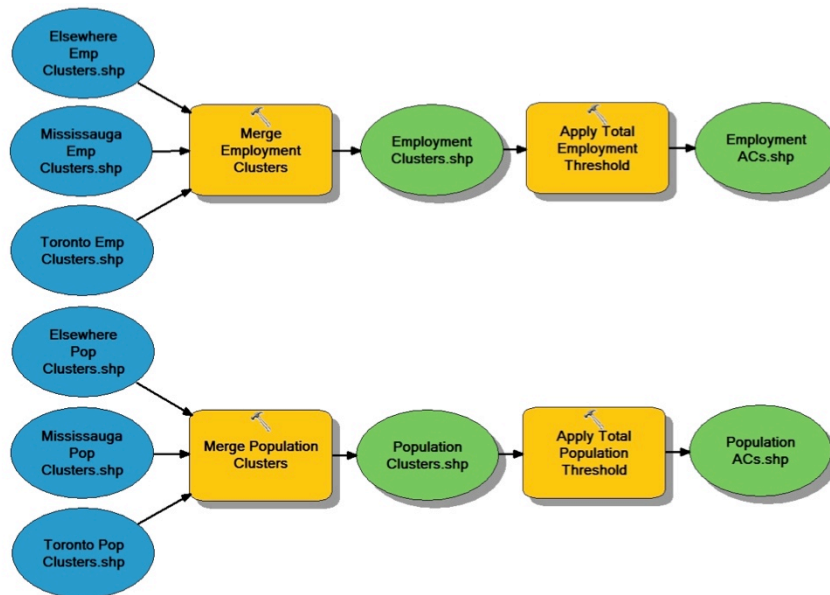 Elsewhere
Emp
Clusters.shp
Mississauga
Emp
Clusters.shp
Toronto Emp
Clusters.shp
Merge
Employment
Clusters
Employment
Clusters.shp
Apply Total
Employment
Threshold
Employment
ACs.shp
Elsewhere
Pop
Clusters.shp
Mississauga
Pop
Clusters.shp
Toronto Pop
Clusters.shp
Merge Population
Clusters
Population
Clusters.shp
Apply Total
Population
Threshold
Population
ACs.shp